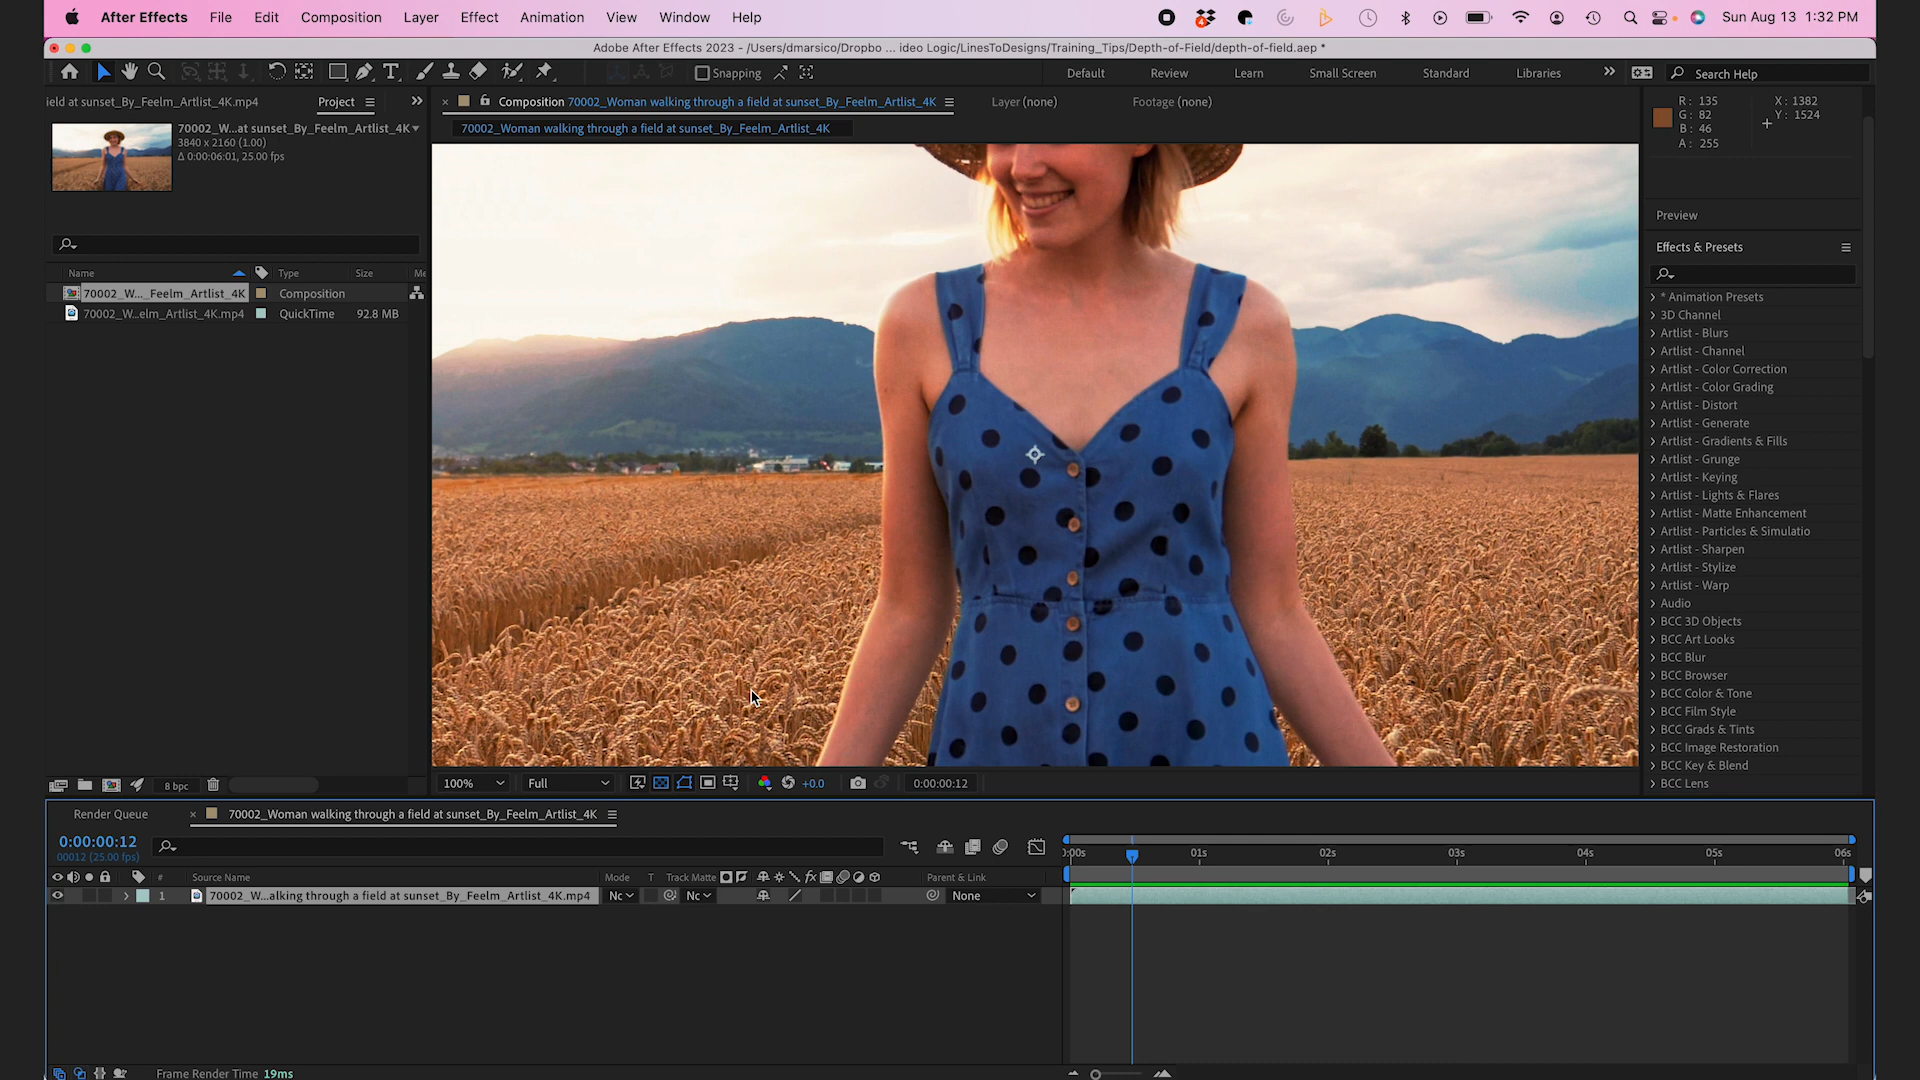 After Effects File Edit Composition Layer Effect Animation View Window Help Sun Aug 13 1:32 PM
Adobe After Effects 2023 - /Users/dmarsico/Dropbo ... ideo Logic/LinesToDesigns/Training_Tips/Depth-of-Field/depth-of-field.aep *
Snapping Default Review Learn Small Screen Standard Libraries Search Help
ield at sunset_By_Feelm_Artlist_4K.mp4 Project
Composition 70002_Woman walking through a field at sunset_By_Feelm_Artlist_4K Layer (none) Footage (none)
70002_Woman walking through a field at sunset_By_Feelm_Artlist_4K
70002_W...at sunset_By_Feelm_Artlist_4K
3840 x 2160 (1.00)
Δ 0:00:06:01, 25.00 fps
Name Type Size Me
70002_W..._Feelm_Artlist_4K Composition
70002_W...elm_Artlist_4K.mp4 QuickTime 92.8 MB
8 bpc
100% Full +0.0 0:00:00:12
R: 135 X: 1382
G: 82 Y: 1524
B: 46
A: 255
Preview
Effects & Presets
* Animation Presets
3D Channel
Artlist - Blurs
Artlist - Channel
Artlist - Color Correction
Artlist - Color Grading
Artlist - Distort
Artlist - Generate
Artlist - Gradients & Fills
Artlist - Grunge
Artlist - Keying
Artlist - Lights & Flares
Artlist - Matte Enhancement
Artlist - Particles & Simulatio
Artlist - Sharpen
Artlist - Stylize
Artlist - Warp
Audio
BCC 3D Objects
BCC Art Looks
BCC Blur
BCC Browser
BCC Color & Tone
BCC Film Style
BCC Grads & Tints
BCC Image Restoration
BCC Key & Blend
BCC Lens
Render Queue 70002_Woman walking through a field at sunset_By_Feelm_Artlist_4K
0:00:00:12
00012 (25.00 fps)
0:00s 01s 02s 03s 04s 05s 06s
# Source Name Mode T Track Matte Parent & Link
1 70002_W...alking through a field at sunset_By_Feelm_Artlist_4K.mp4 Nc Nc None
Frame Render Time 19ms